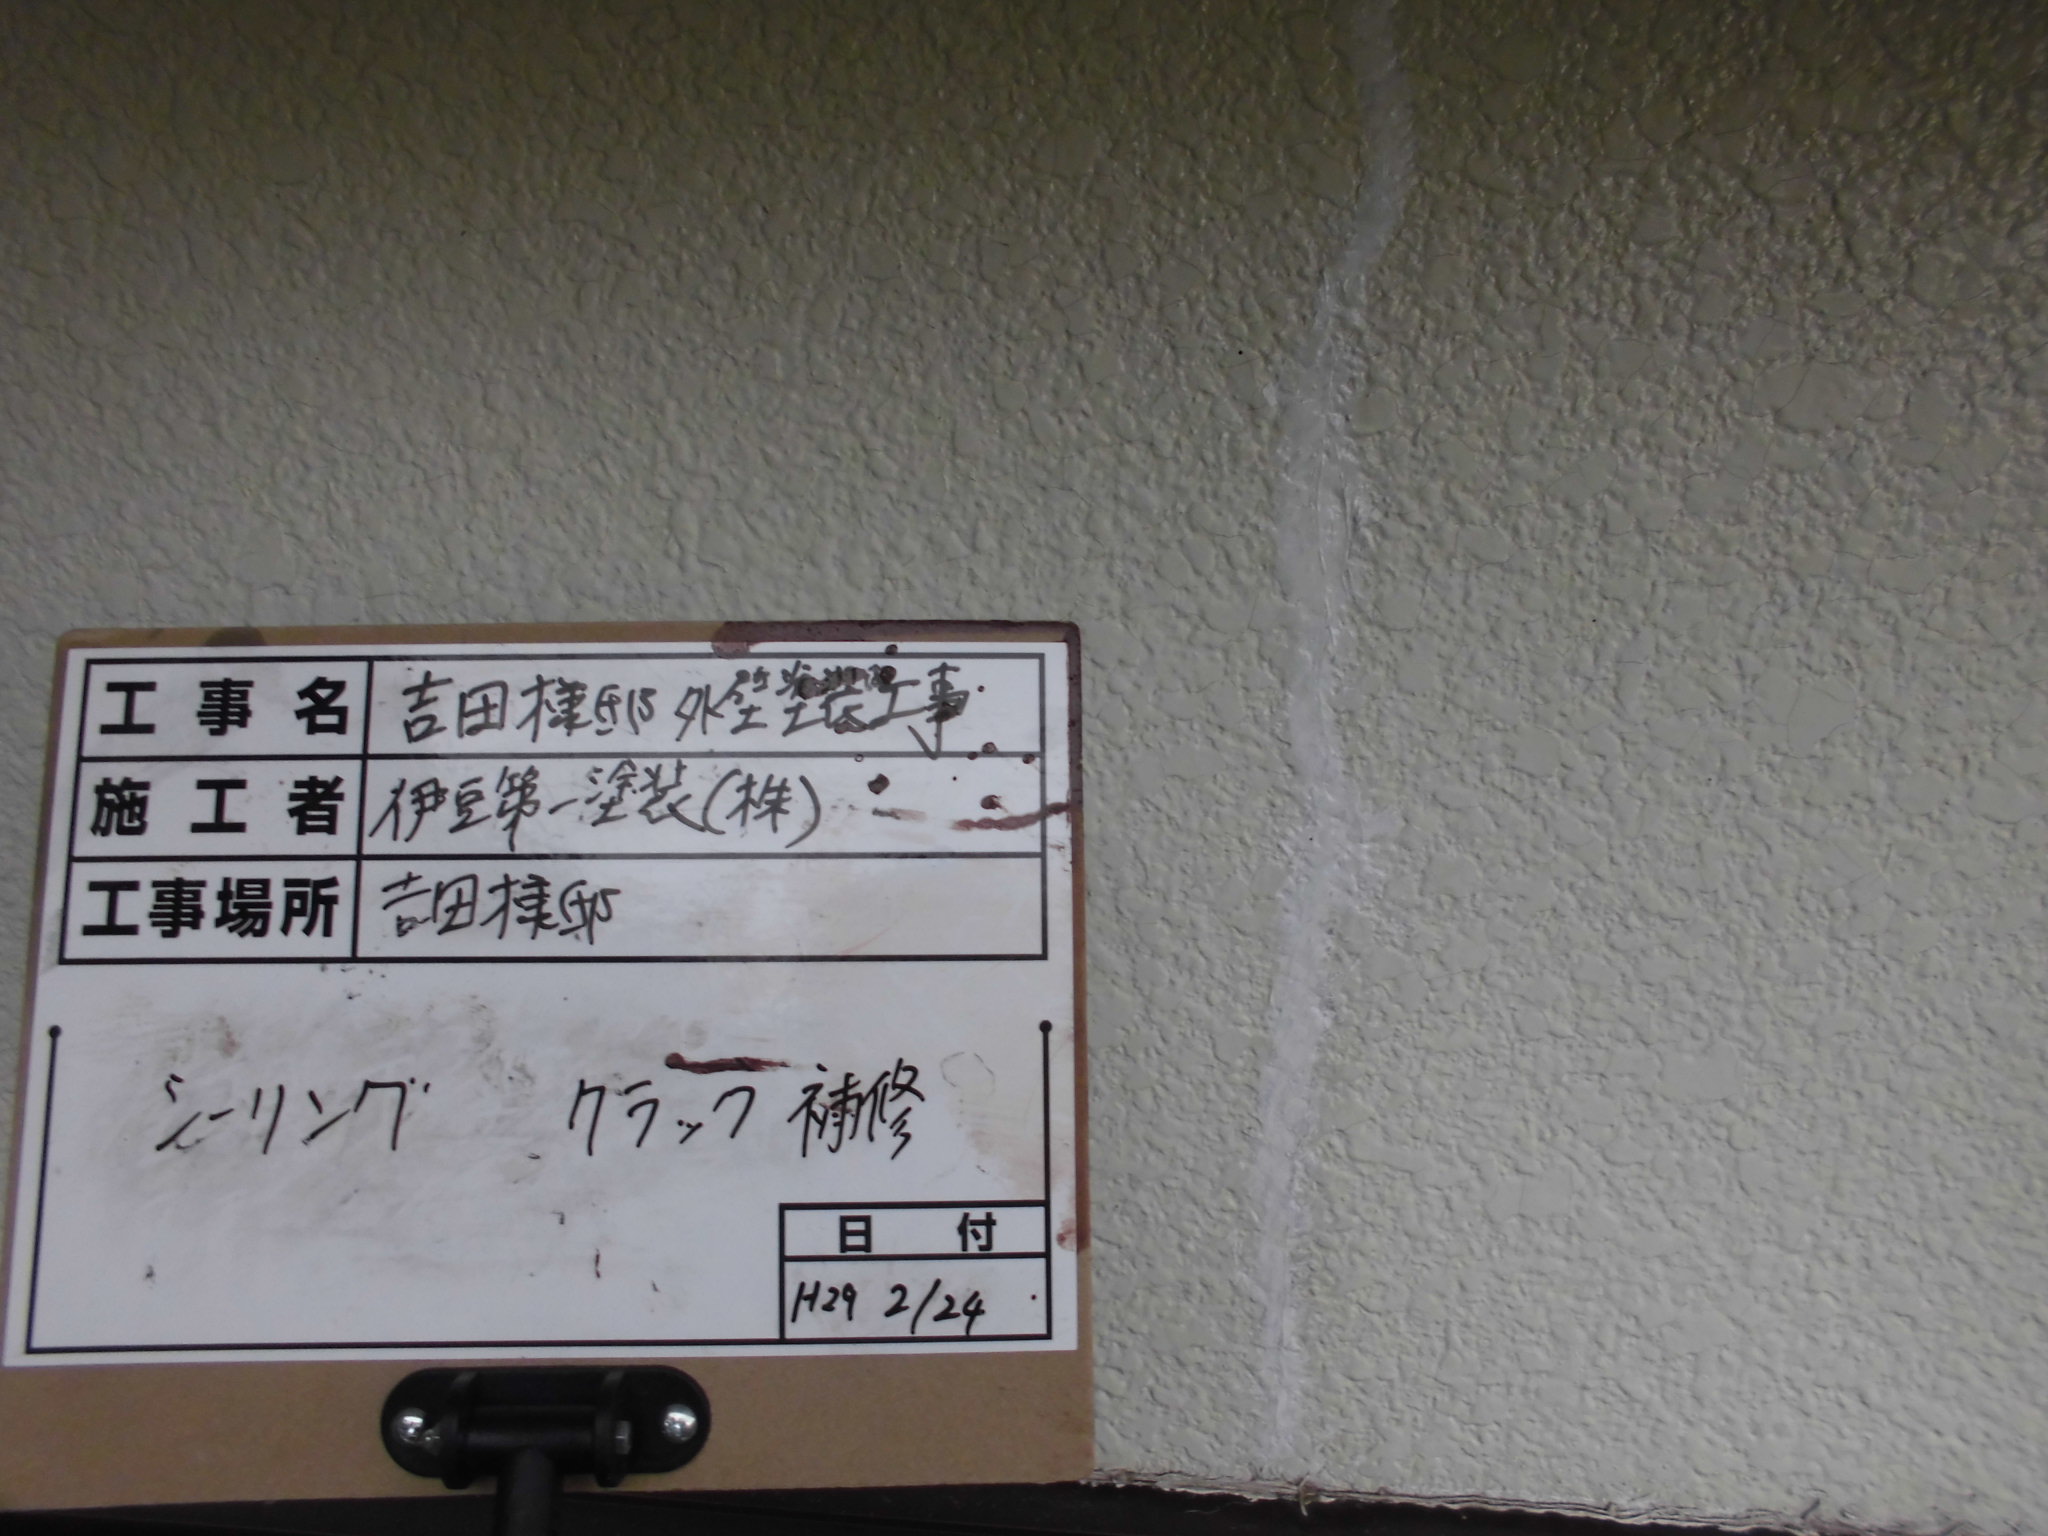 工事名 吉田様邸 外壁塗装工事
施工者 伊豆第一塗装(株)
工事場所 吉田様邸
シーリング クラック補修
日付
H29 2/24